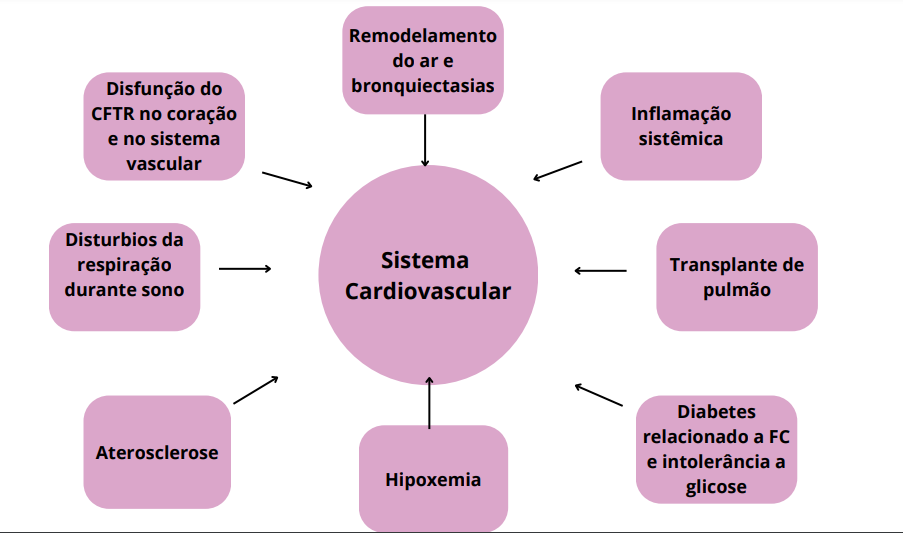 Remodelamento
do ar e
bronquiectasias
Disfunção do
CFTR no coração
e no sistema
vascular
Inflamação
sistêmica
Disturbios da
respiração
durante sono
Sistema
Cardiovascular
Transplante de
pulmão
Aterosclerose
Hipoxemia
Diabetes
relacionado a FC
e intolerância a
glicose